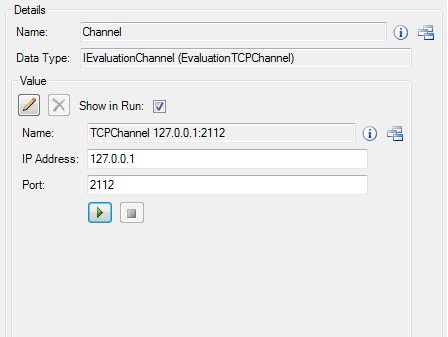 Details
Name: Channel
Data Type: IEvaluationChannel (EvaluationTCPChannel)
Value
Show in Run:
Name: TCPChannel 127.0.0.1:2112
IP Address: 127.0.0.1
Port: 2112